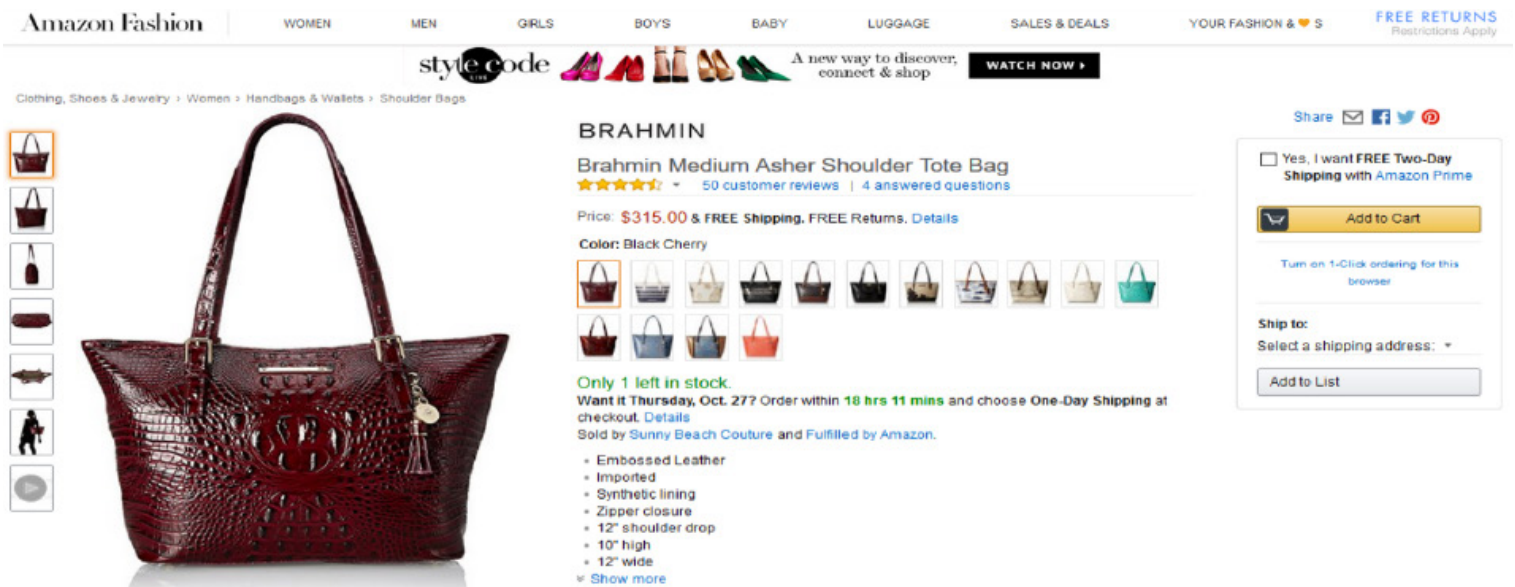 Amazon Fashion
WOMEN
MEN
GIRLS
BOYS
BABY
LUGGAGE
SALES & DEALS
YOUR FASHION & 🧡 S
FREE RETURNS
Restrictions Apply
style code
LIVE
A new way to discover,
connect & shop
WATCH NOW ▸
Clothing, Shoes & Jewelry › Women › Handbags & Wallets › Shoulder Bags
BRAHMIN
Brahmin Medium Asher Shoulder Tote Bag
50 customer reviews | 4 answered questions
Price: $315.00 & FREE Shipping. FREE Returns. Details
Color: Black Cherry
Only 1 left in stock.
Want it Thursday, Oct. 27? Order within 18 hrs 11 mins and choose One-Day Shipping at
checkout. Details
Sold by Sunny Beach Couture and Fulfilled by Amazon.
Embossed Leather
Imported
Synthetic lining
Zipper closure
12" shoulder drop
10" high
12" wide
Show more
Share
Yes, I want FREE Two-Day
Shipping with Amazon Prime
Add to Cart
Turn on 1-Click ordering for this
browser
Ship to:
Select a shipping address:
Add to List